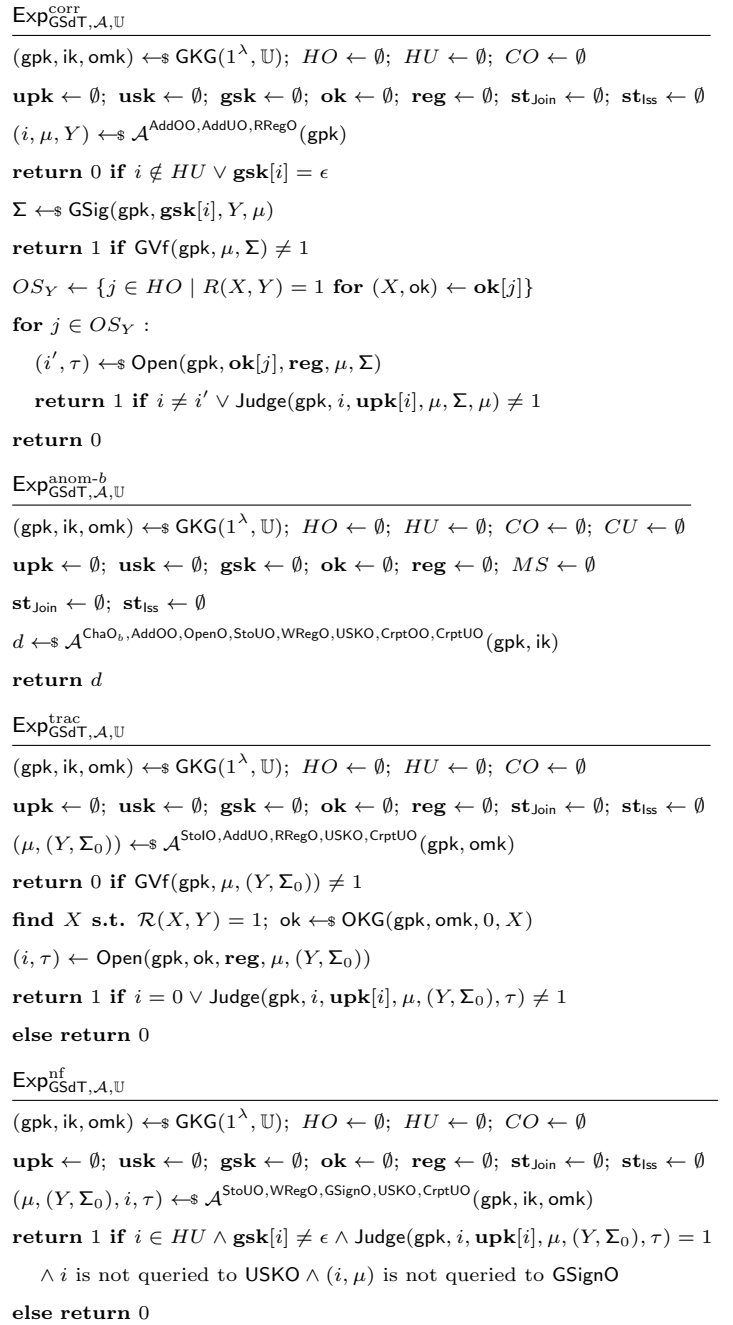 Exp^corr_GSdT,𝒜,𝕌
(gpk, ik, omk) ←$ GKG(1^λ, 𝕌); HO ← ∅; HU ← ∅; CO ← ∅
upk ← ∅; usk ← ∅; gsk ← ∅; ok ← ∅; reg ← ∅; st_Join ← ∅; st_Iss ← ∅
(i, μ, Y) ←$ 𝒜^AddOO,AddUO,RRegO(gpk)
return 0 if i ∉ HU ∨ gsk[i] = ϵ
Σ ←$ GSig(gpk, gsk[i], Y, μ)
return 1 if GVf(gpk, μ, Σ) ≠ 1
OS_Y ← {j ∈ HO | R(X, Y) = 1 for (X, ok) ← ok[j]}
for j ∈ OS_Y :
(i′, τ) ←$ Open(gpk, ok[j], reg, μ, Σ)
return 1 if i ≠ i′ ∨ Judge(gpk, i, upk[i], μ, Σ, μ) ≠ 1
return 0
Exp^anom-b_GSdT,𝒜,𝕌
(gpk, ik, omk) ←$ GKG(1^λ, 𝕌); HO ← ∅; HU ← ∅; CO ← ∅; CU ← ∅
upk ← ∅; usk ← ∅; gsk ← ∅; ok ← ∅; reg ← ∅; MS ← ∅
st_Join ← ∅; st_Iss ← ∅
d ←$ 𝒜^ChaO_b,AddOO,OpenO,StoUO,WRegO,USKO,CrptOO,CrptUO(gpk, ik)
return d
Exp^trac_GSdT,𝒜,𝕌
(gpk, ik, omk) ←$ GKG(1^λ, 𝕌); HO ← ∅; HU ← ∅; CO ← ∅
upk ← ∅; usk ← ∅; gsk ← ∅; ok ← ∅; reg ← ∅; st_Join ← ∅; st_Iss ← ∅
(μ, (Y, Σ_0)) ←$ 𝒜^StoIO,AddUO,RRegO,USKO,CrptUO(gpk, omk)
return 0 if GVf(gpk, μ, (Y, Σ_0)) ≠ 1
find X s.t. ℛ(X, Y) = 1; ok ←$ OKG(gpk, omk, 0, X)
(i, τ) ← Open(gpk, ok, reg, μ, (Y, Σ_0))
return 1 if i = 0 ∨ Judge(gpk, i, upk[i], μ, (Y, Σ_0), τ) ≠ 1
else return 0
Exp^nf_GSdT,𝒜,𝕌
(gpk, ik, omk) ←$ GKG(1^λ, 𝕌); HO ← ∅; HU ← ∅; CO ← ∅
upk ← ∅; usk ← ∅; gsk ← ∅; ok ← ∅; reg ← ∅; st_Join ← ∅; st_Iss ← ∅
(μ, (Y, Σ_0), i, τ) ←$ 𝒜^StoUO,WRegO,GSignO,USKO,CrptUO(gpk, ik, omk)
return 1 if i ∈ HU ∧ gsk[i] ≠ ϵ ∧ Judge(gpk, i, upk[i], μ, (Y, Σ_0), τ) = 1
∧ i is not queried to USKO ∧ (i, μ) is not queried to GSignO
else return 0